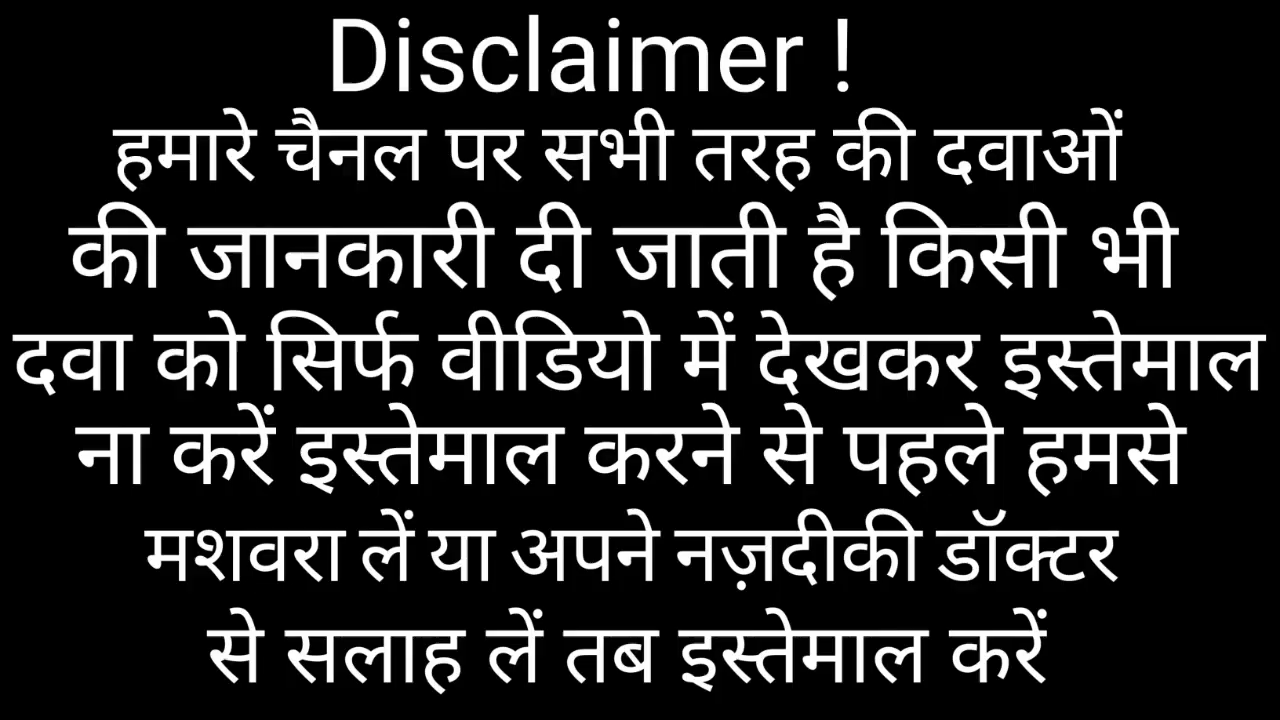 Disclaimer !
हमारे चैनल पर सभी तरह की दवाओं
की जानकारी दी जाती है किसी भी
दवा को सिर्फ वीडियो में देखकर इस्तेमाल
ना करें इस्तेमाल करने से पहले हमसे
मशवरा लें या अपने नज़दीकी डॉक्टर
से सलाह लें तब इस्तेमाल करें